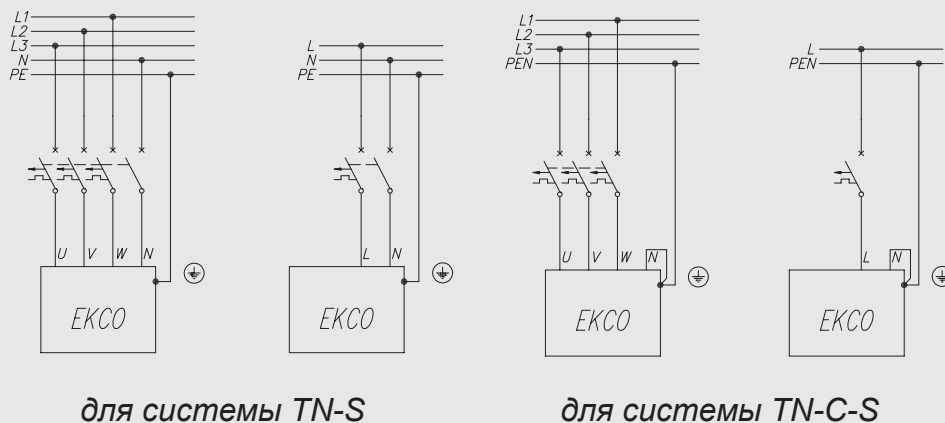 L1
L2
L3
N
PE
U V W N
EKCO
L
N
PE
L N
EKCO
для системы TN-S
L1
L2
L3
PEN
U V W N
EKCO
L
PEN
L N
EKCO
для системы TN-C-S